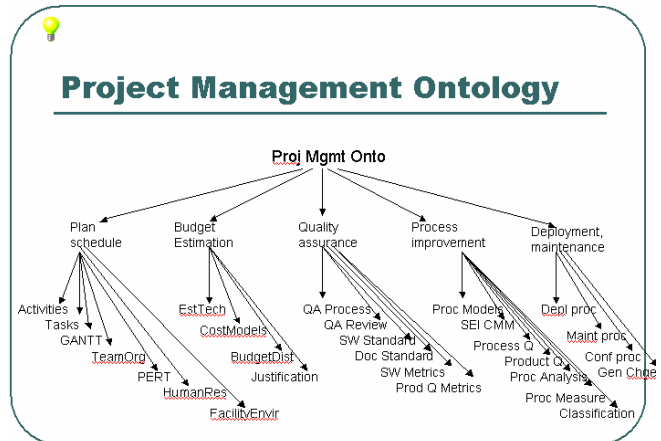 Project Management Ontology
Proj Mgmt Onto
Plan
schedule
Budget
Estimation
Quality
assurance
Process
improvement
Deployment,
maintenance
Activities
Tasks
GANTT
TeamOrg
PERT
HumanRes
FacilityEnvir
EstTech
CostModels
BudgetDist
Justification
QA Process
QA Review
SW Standard
Doc Standard
SW Metrics
Prod Q Metrics
Proc Models
SEI CMM
Process Q
Product Q
Proc Analysis
Proc Measure
Classification
Depl proc
Maint proc
Conf proc
Gen Chge